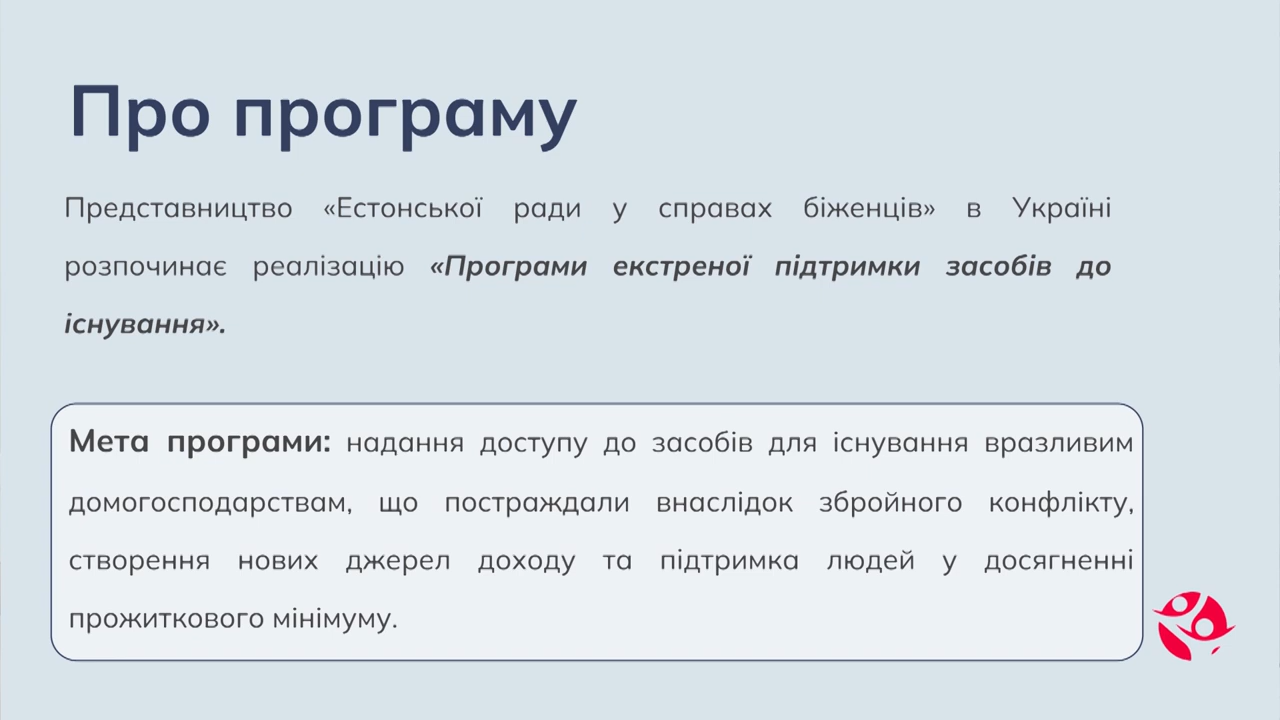 Про програму
Представництво «Естонської ради у справах біженців» в Україні
розпочинає реалізацію «Програми екстреної підтримки засобів до
існування».
Мета програми: надання доступу до засобів для існування вразливим
домогосподарствам, що постраждали внаслідок збройного конфлікту,
створення нових джерел доходу та підтримка людей у досягненні
прожиткового мінімуму.